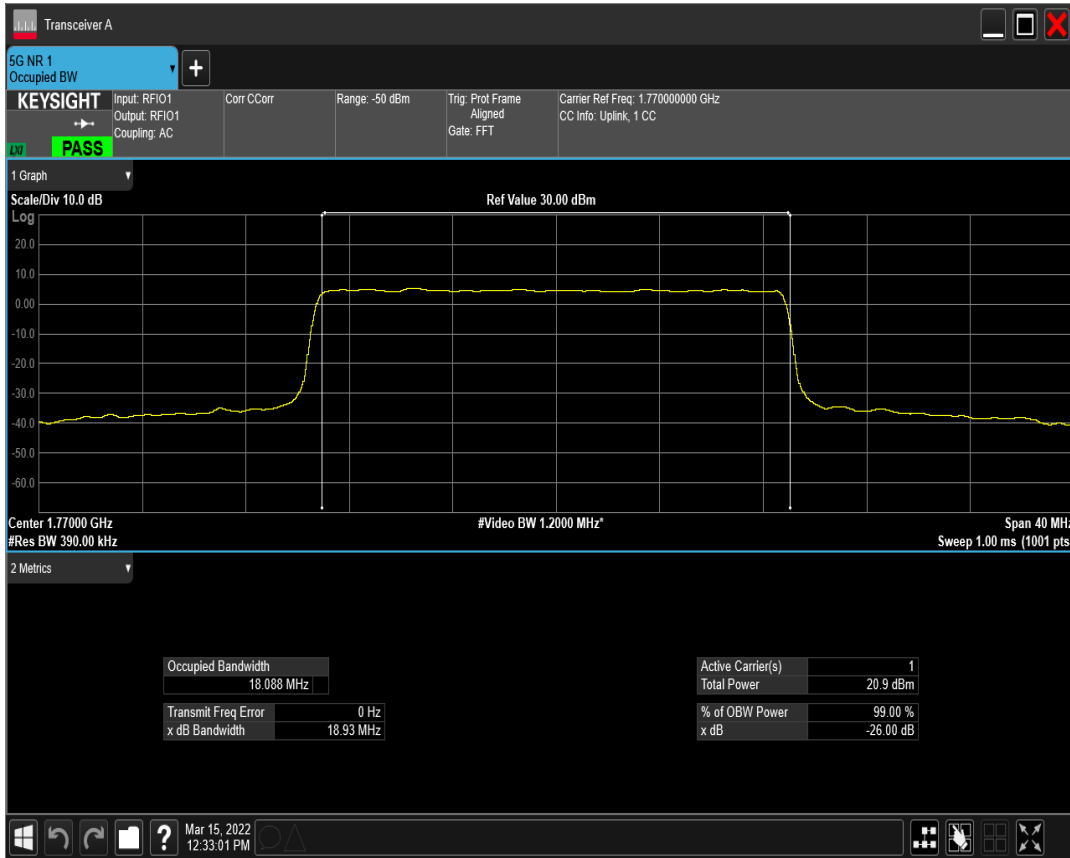 Transceiver A
5G NR 1
Occupied BW
KEYSIGHT
Input: RFIO1
Output: RFIO1
Coupling: AC
Corr CCorr
Range: -50 dBm
Trig: Prot Frame
Aligned
Gate: FFT
Carrier Ref Freq: 1.770000000 GHz
CC Info: Uplink, 1 CC
LXI
PASS
1 Graph
Scale/Div 10.0 dB
Ref Value 30.00 dBm
Log
20.0
10.0
0.00
-10.0
-20.0
-30.0
-40.0
-50.0
-60.0
Center 1.77000 GHz
#Video BW 1.2000 MHz*
Span 40 MHz
#Res BW 390.00 kHz
Sweep 1.00 ms (1001 pts
2 Metrics
Occupied Bandwidth
18.088 MHz
Transmit Freq Error 0 Hz
x dB Bandwidth 18.93 MHz
Active Carrier(s) 1
Total Power 20.9 dBm
% of OBW Power 99.00 %
x dB -26.00 dB
Mar 15, 2022
12:33:01 PM